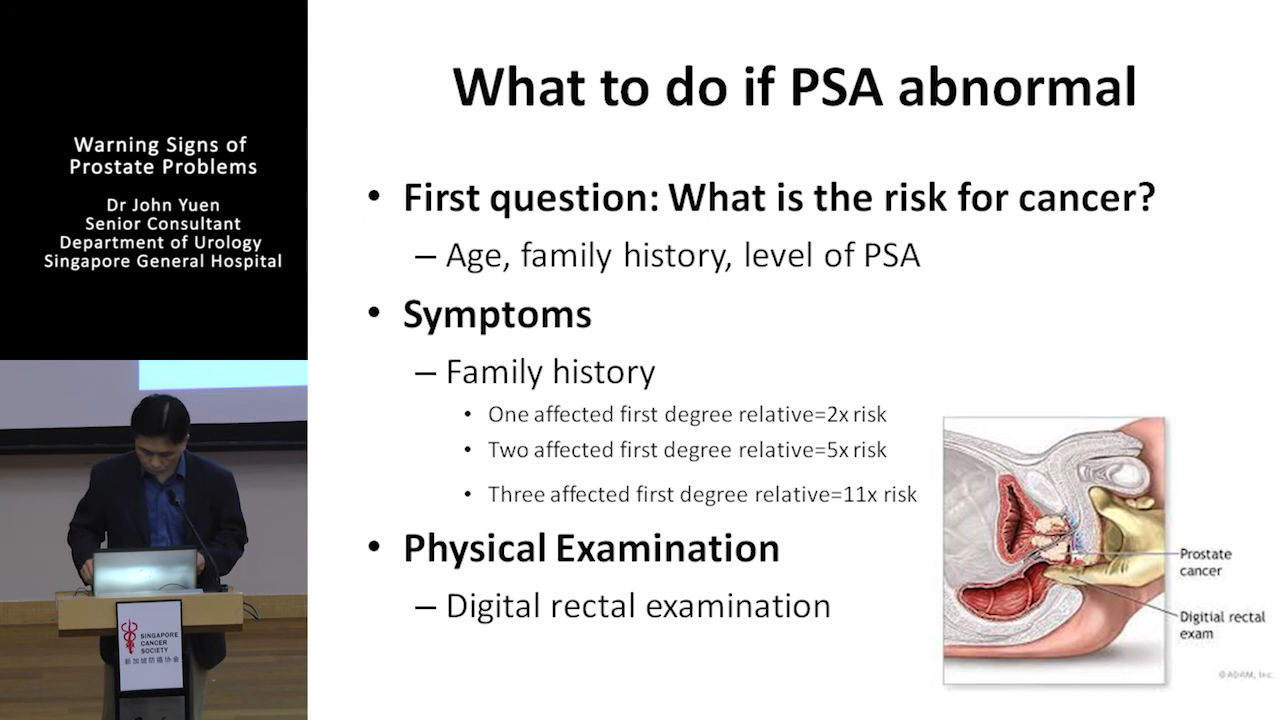 Warning Signs of
Prostate Problems
Dr John Yuen
Senior Consultant
Department of Urology
Singapore General Hospital
SINGAPORE
CANCER
SOCIETY
新加坡防癌协会
What to do if PSA abnormal
• First question: What is the risk for cancer?
– Age, family history, level of PSA
• Symptoms
– Family history
• One affected first degree relative=2x risk
• Two affected first degree relative=5x risk
• Three affected first degree relative=11x risk
• Physical Examination
– Digital rectal examination
Prostate
cancer
Digitial rectal
exam
©ADAM, Inc.